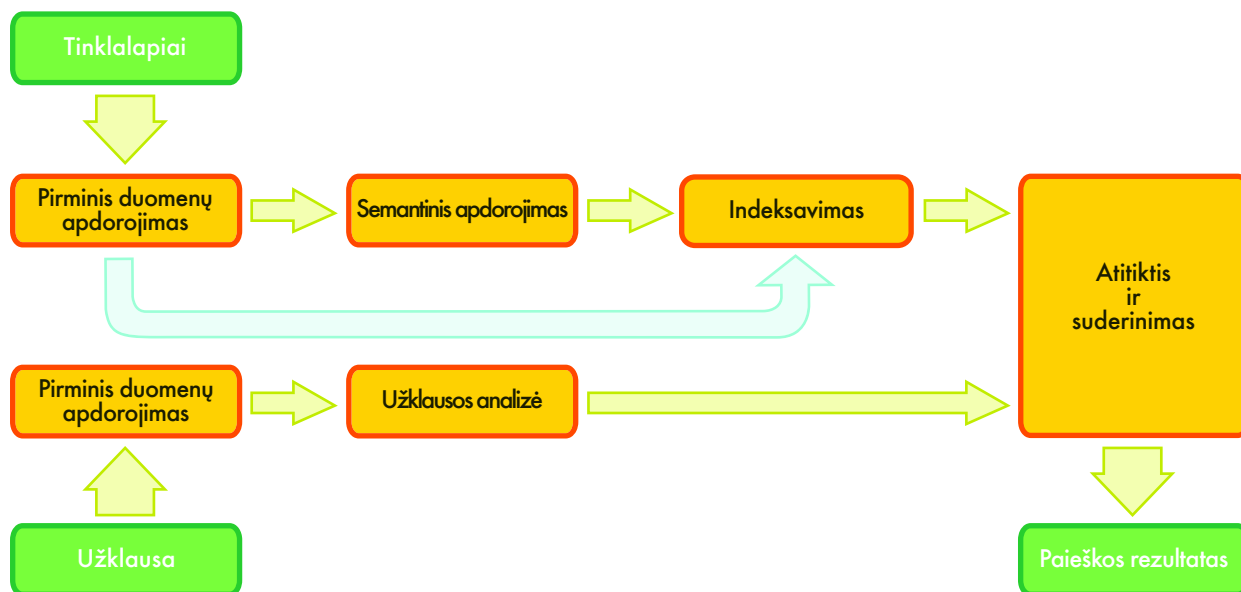 Tinklalapiai
Pirminis duomenų
apdorojimas
Semantinis apdorojimas
Indeksavimas
Atitiktis
ir
suderinimas
Pirminis duomenų
apdorojimas
Užklausos analizė
Užklausa
Paieškos rezultatas